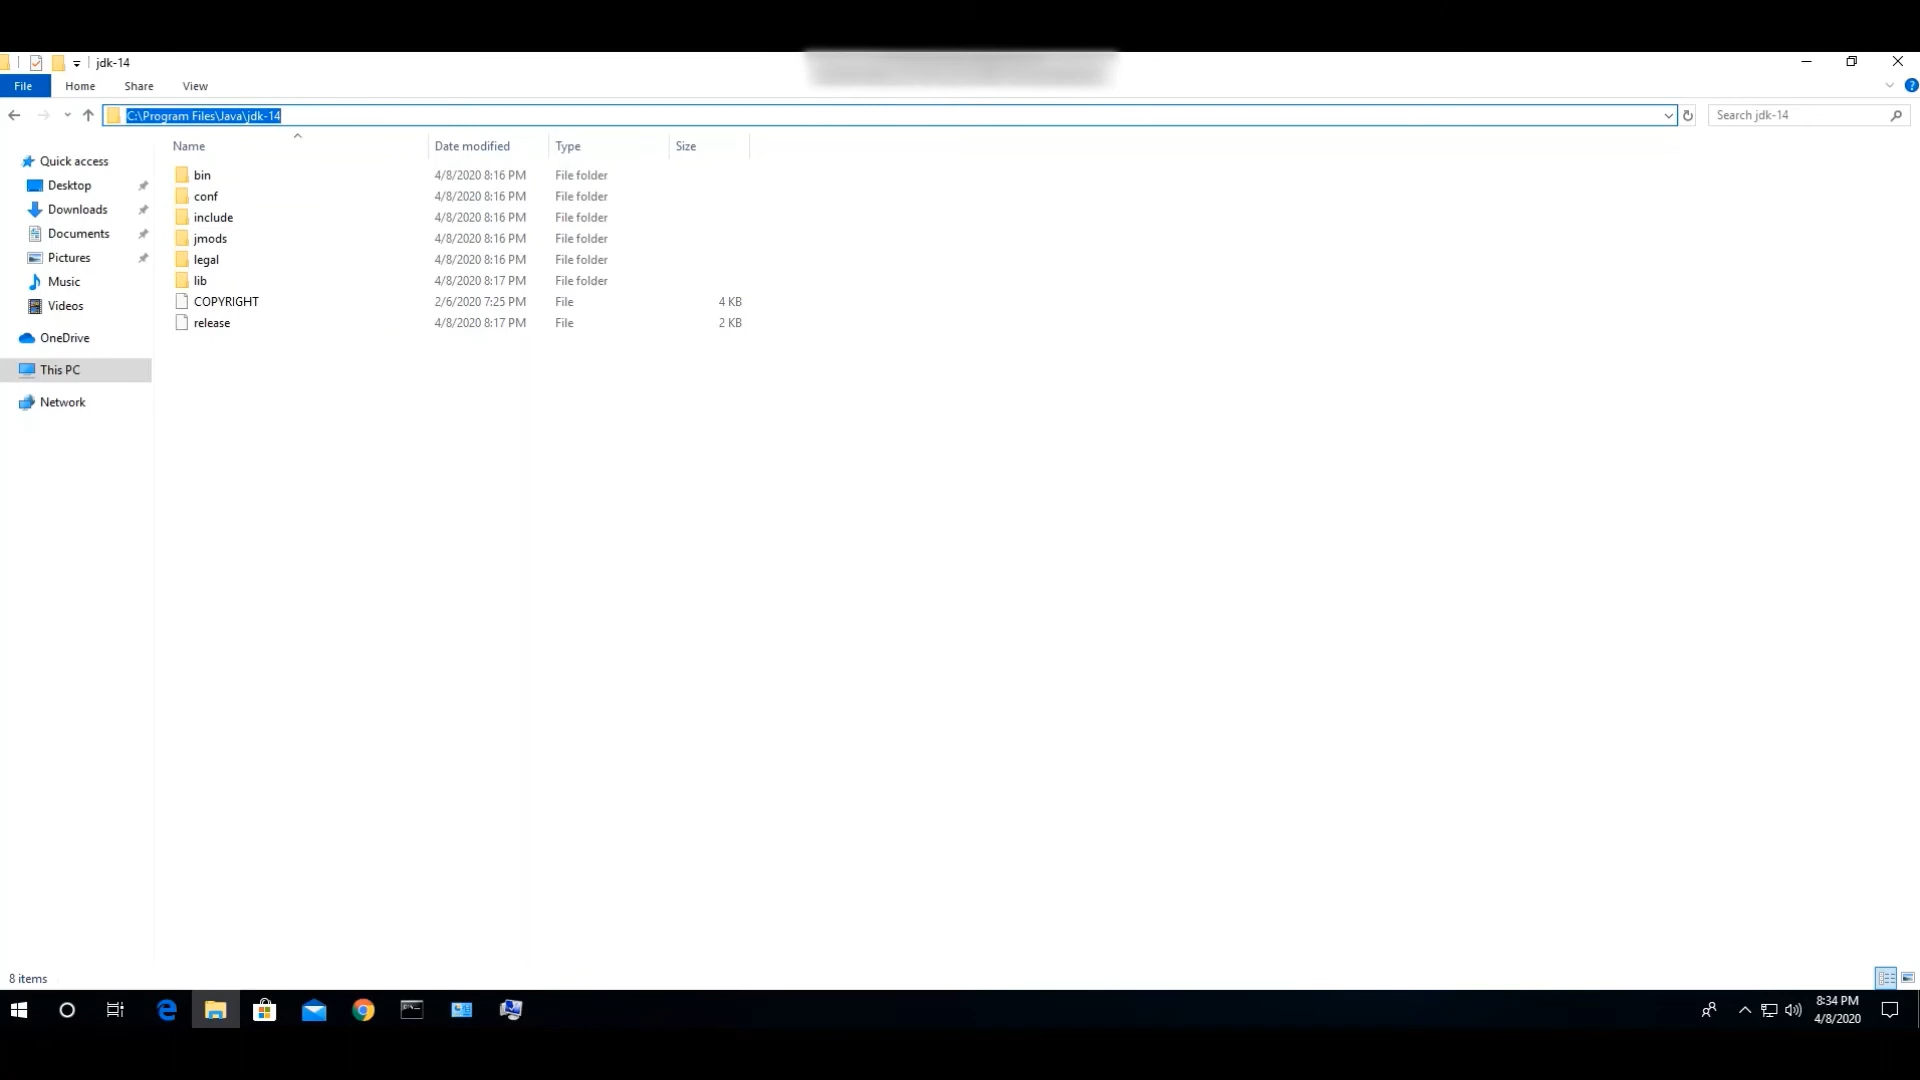 jdk-14
File Home Share View
C:\Program Files\Java\jdk-14 Search jdk-14
Name Date modified Type Size
Quick access
Desktop
Downloads
Documents
Pictures
Music
Videos
OneDrive
This PC
Network
bin 4/8/2020 8:16 PM File folder
conf 4/8/2020 8:16 PM File folder
include 4/8/2020 8:16 PM File folder
jmods 4/8/2020 8:16 PM File folder
legal 4/8/2020 8:16 PM File folder
lib 4/8/2020 8:17 PM File folder
COPYRIGHT 2/6/2020 7:25 PM File 4 KB
release 4/8/2020 8:17 PM File 2 KB
8 items
8:34 PM
4/8/2020